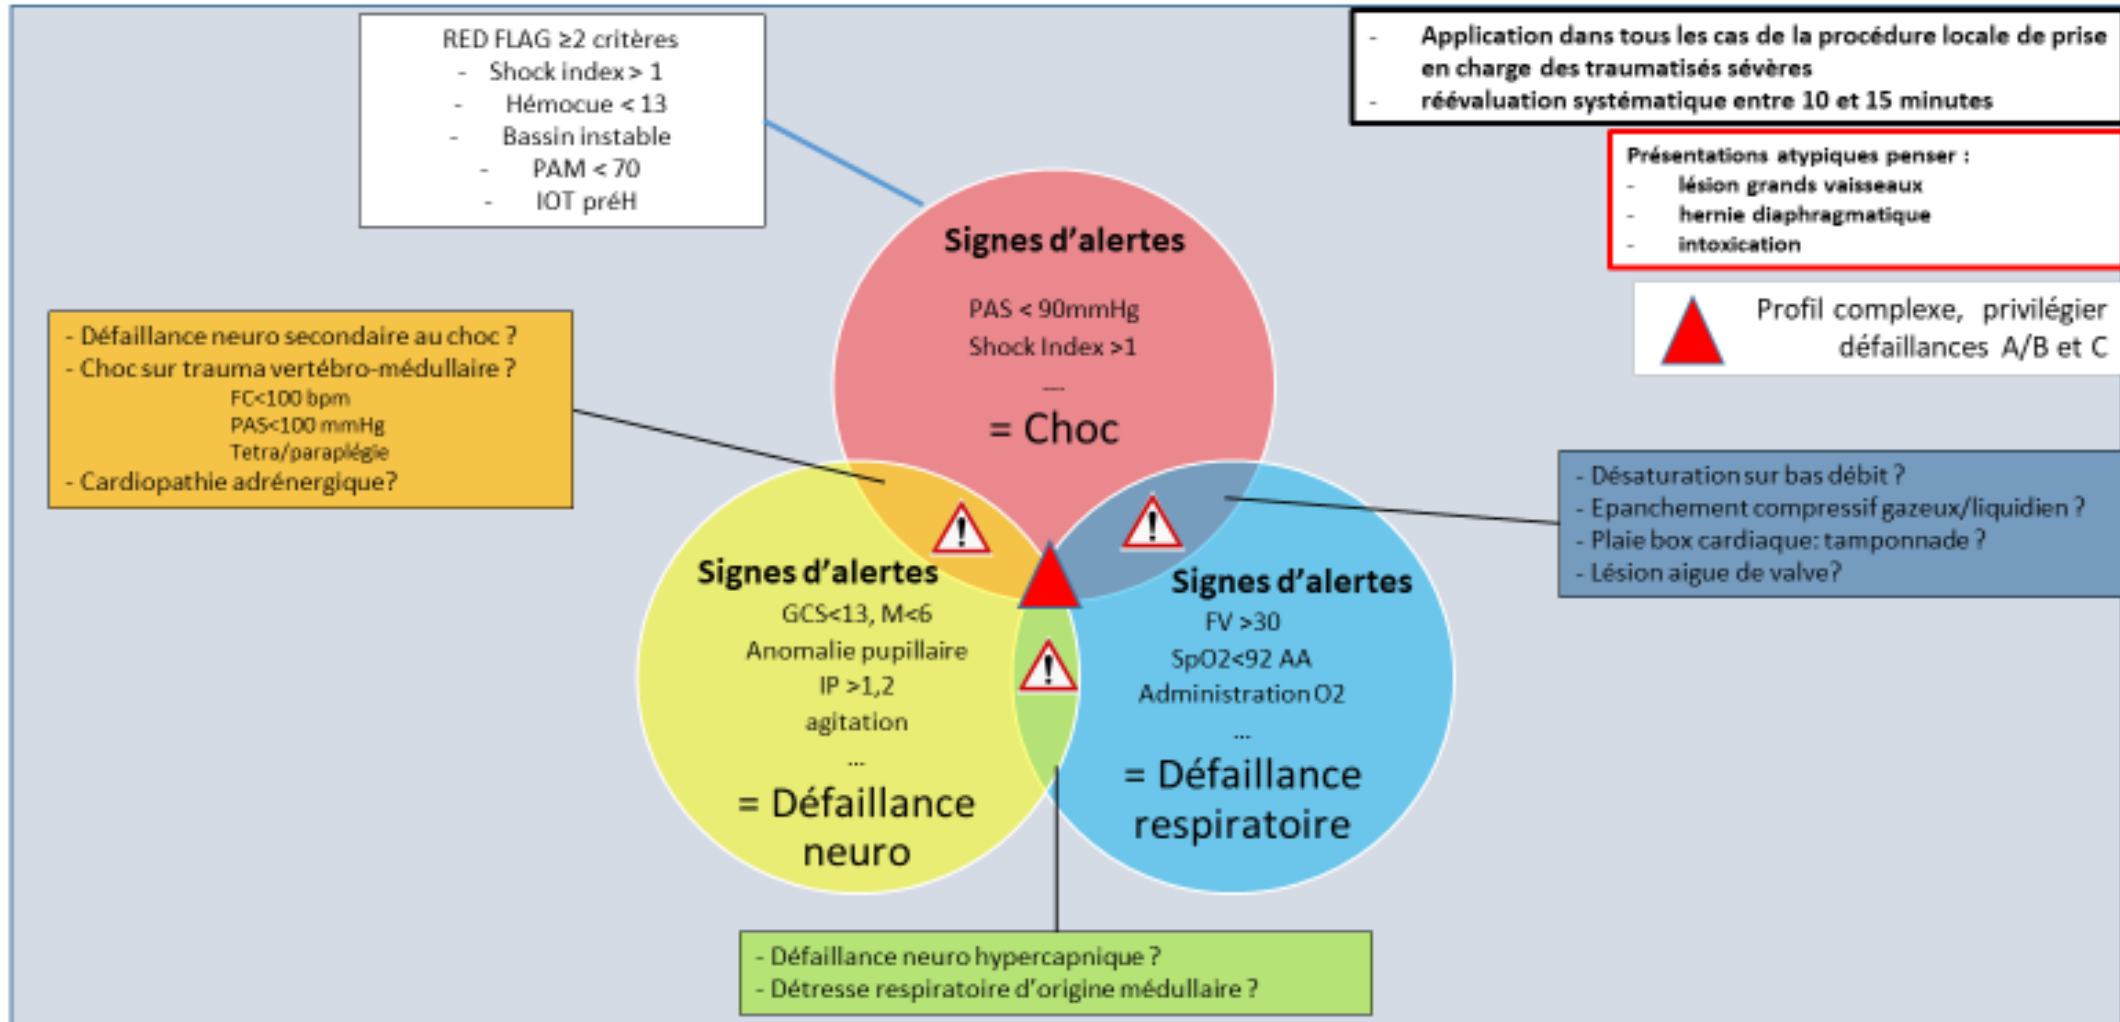 RED FLAG ≥2 critères
- Shock index > 1
- Hémocue < 13
- Bassin instable
- PAM < 70
- IOT préH
- Application dans tous les cas de la procédure locale de prise
en charge des traumatisés sévères
- réévaluation systématique entre 10 et 15 minutes
Présentations atypiques penser :
- lésion grands vaisseaux
- hernie diaphragmatique
- intoxication
Profil complexe, privilégier
défaillances A/B et C
Signes d'alertes
PAS < 90mmHg
Shock Index >1
....
= Choc
- Défaillance neuro secondaire au choc ?
- Choc sur trauma vertébro-médullaire ?
FC<100 bpm
PAS<100 mmHg
Tetra/paraplégie
- Cardiopathie adrénergique?
- Désaturation sur bas débit ?
- Epanchement compressif gazeux/liquidien ?
- Plaie box cardiaque: tamponnade ?
- Lésion aigue de valve?
!
!
!
Signes d'alertes
GCS<13, M<6
Anomalie pupillaire
IP >1,2
agitation
...
= Défaillance
neuro
Signes d'alertes
FV >30
SpO2<92 AA
Administration O2
...
= Défaillance
respiratoire
- Défaillance neuro hypercapnique ?
- Détresse respiratoire d'origine médullaire ?